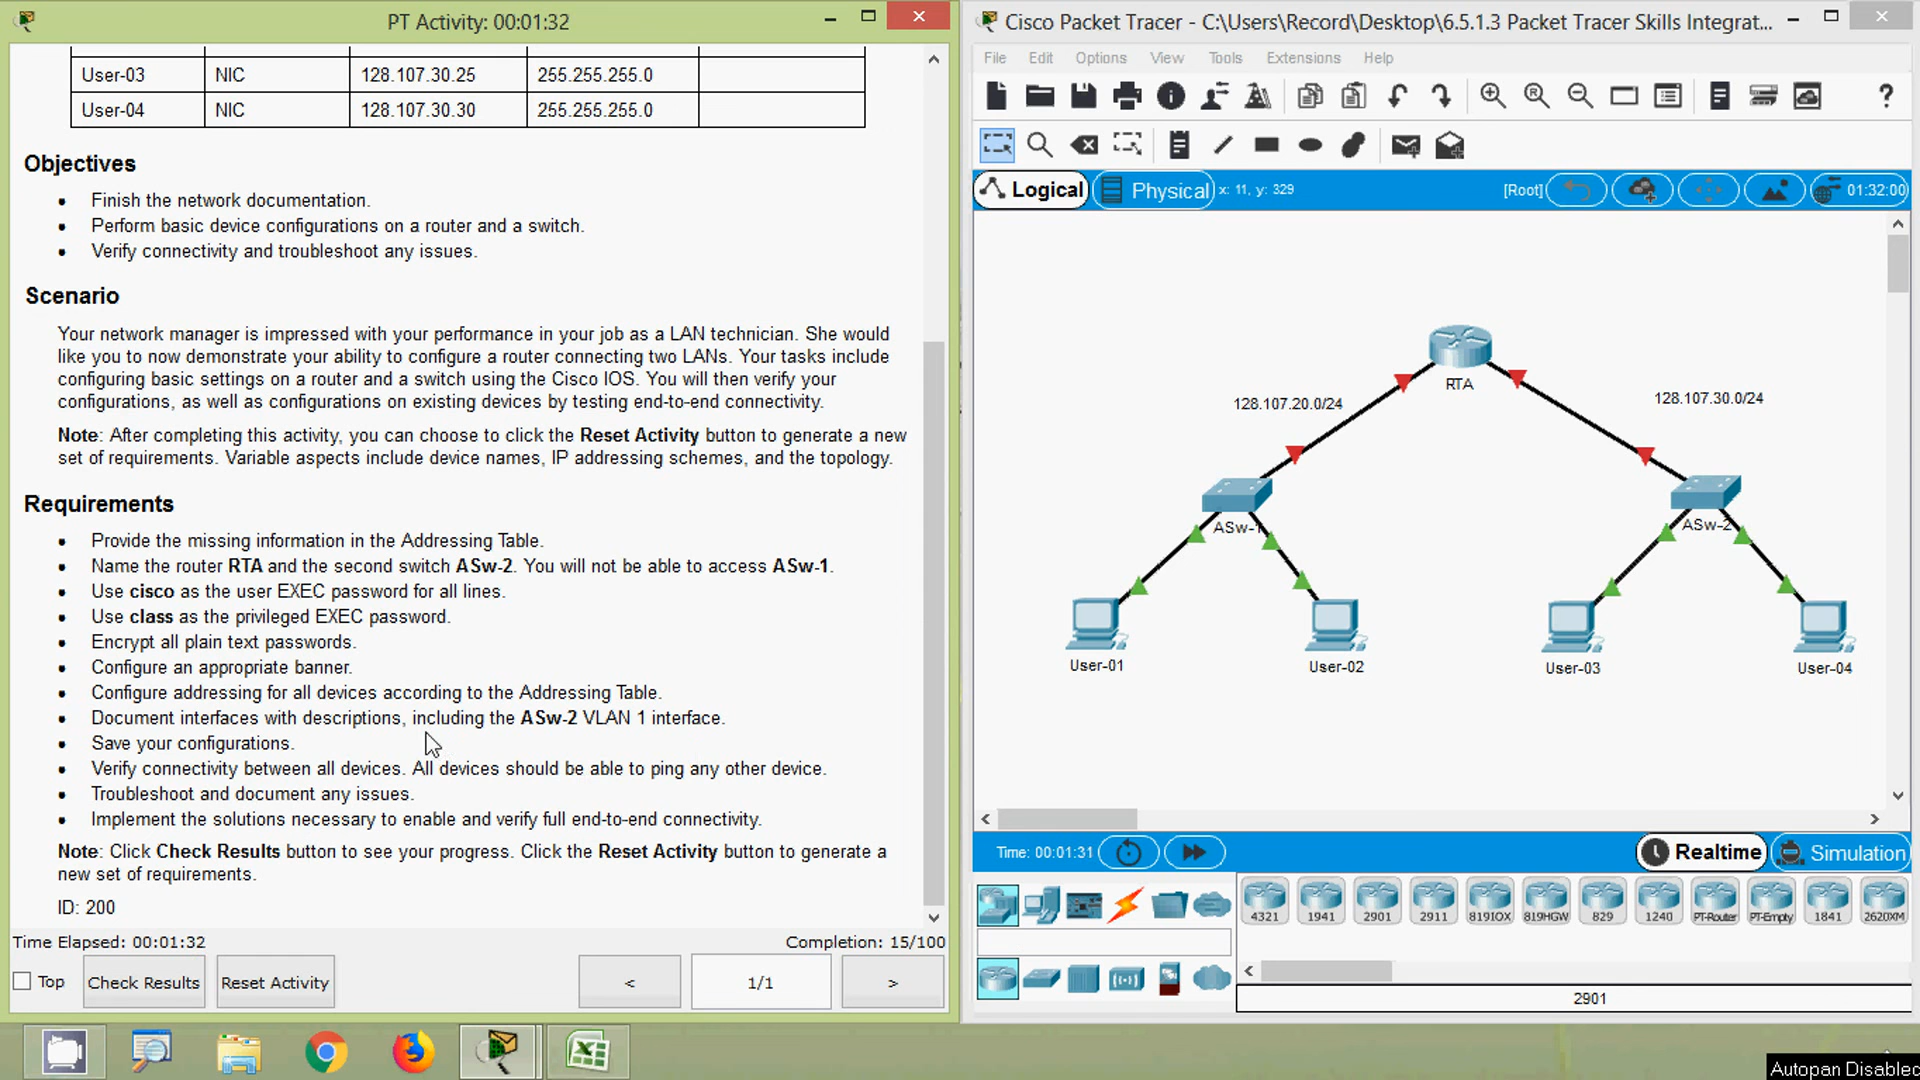 PT Activity: 00:01:32
User-03 NIC 128.107.30.25 255.255.255.0
User-04 NIC 128.107.30.30 255.255.255.0
Objectives
• Finish the network documentation.
• Perform basic device configurations on a router and a switch.
• Verify connectivity and troubleshoot any issues.
Scenario
Your network manager is impressed with your performance in your job as a LAN technician. She would
like you to now demonstrate your ability to configure a router connecting two LANs. Your tasks include
configuring basic settings on a router and a switch using the Cisco IOS. You will then verify your
configurations, as well as configurations on existing devices by testing end-to-end connectivity.
Note: After completing this activity, you can choose to click the Reset Activity button to generate a new
set of requirements. Variable aspects include device names, IP addressing schemes, and the topology.
Requirements
• Provide the missing information in the Addressing Table.
• Name the router RTA and the second switch ASw-2. You will not be able to access ASw-1.
• Use cisco as the user EXEC password for all lines.
• Use class as the privileged EXEC password.
• Encrypt all plain text passwords.
• Configure an appropriate banner.
• Configure addressing for all devices according to the Addressing Table.
• Document interfaces with descriptions, including the ASw-2 VLAN 1 interface.
• Save your configurations.
• Verify connectivity between all devices. All devices should be able to ping any other device.
• Troubleshoot and document any issues.
• Implement the solutions necessary to enable and verify full end-to-end connectivity.
Note: Click Check Results button to see your progress. Click the Reset Activity button to generate a
new set of requirements.
ID: 200
Time Elapsed: 00:01:32 Completion: 15/100
Top Check Results Reset Activity < 1/1 >
Cisco Packet Tracer - C:\Users\Record\Desktop\6.5.1.3 Packet Tracer Skills Integrat...
File Edit Options View Tools Extensions Help
Logical Physical x: 11, y: 329 [Root] 01:32:00
RTA
128.107.20.0/24 128.107.30.0/24
ASw-1 ASw-2
User-01 User-02 User-03 User-04
Time: 00:01:31 Realtime Simulation
4321 1941 2901 2911 819IOX 819HGW 829 1240 PT-Router PT-Empty 1841 2620XM
2901
Autopan Disabled